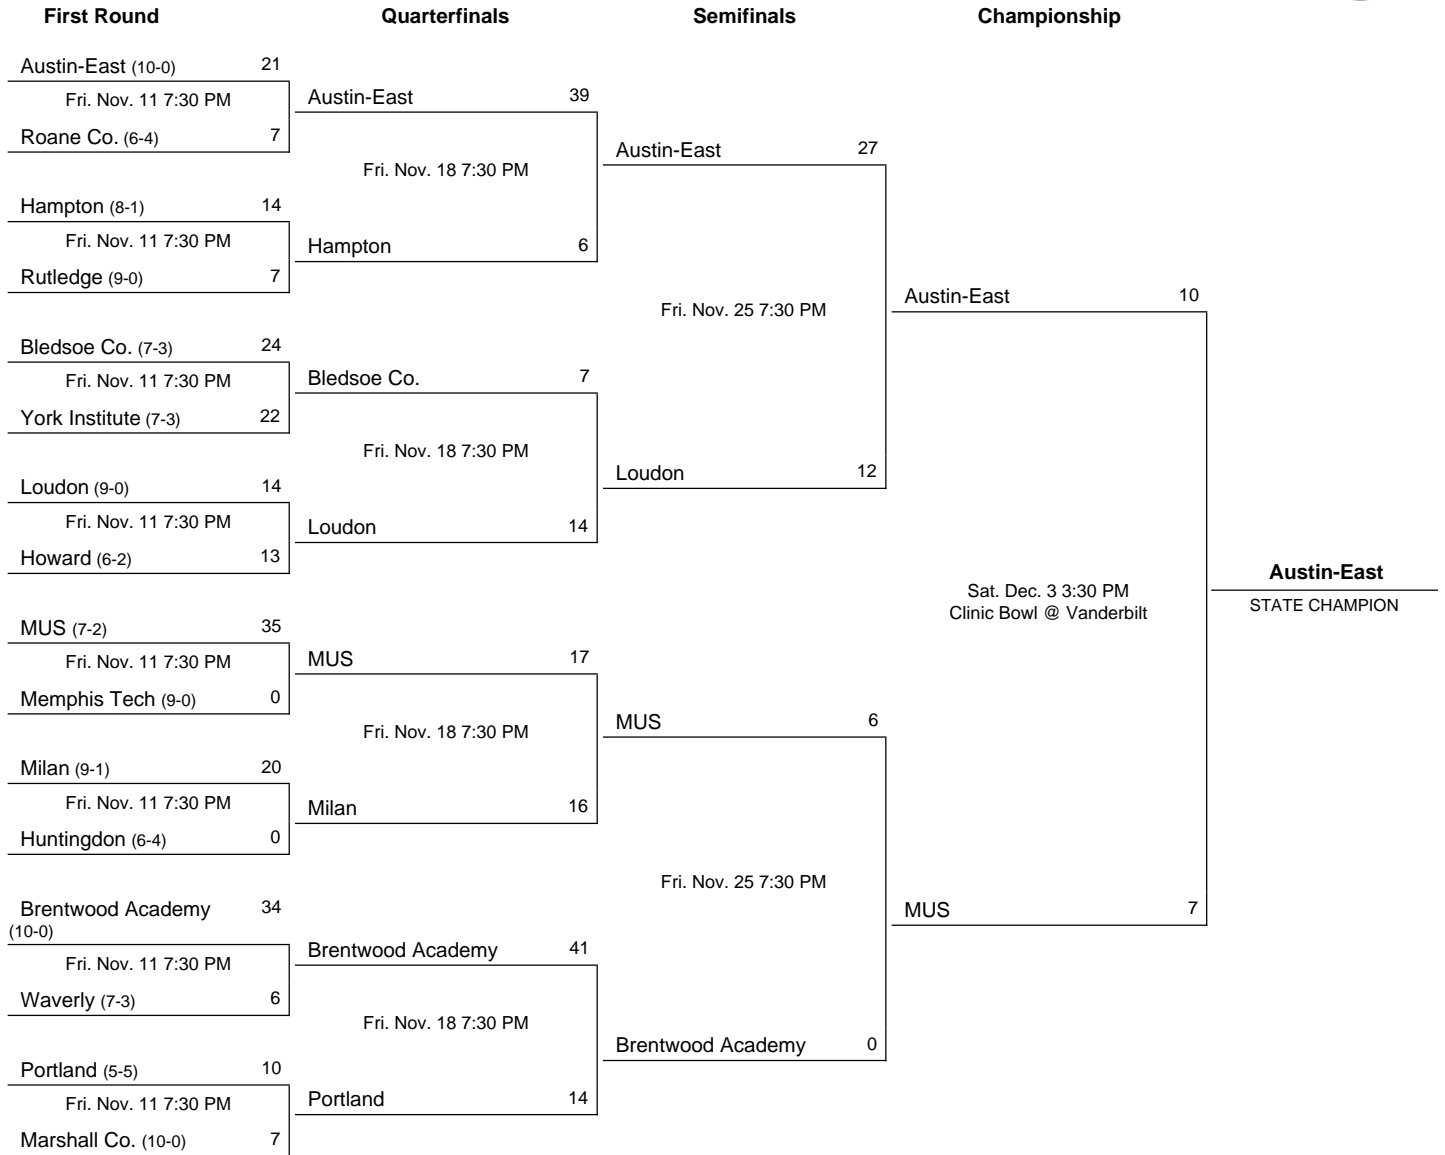 First Round
Quarterfinals
Semifinals
Championship
Austin-East (10-0) 21
Fri. Nov. 11 7:30 PM
Roane Co. (6-4) 7
Hampton (8-1) 14
Fri. Nov. 11 7:30 PM
Rutledge (9-0) 7
Bledsoe Co. (7-3) 24
Fri. Nov. 11 7:30 PM
York Institute (7-3) 22
Loudon (9-0) 14
Fri. Nov. 11 7:30 PM
Howard (6-2) 13
MUS (7-2) 35
Fri. Nov. 11 7:30 PM
Memphis Tech (9-0) 0
Milan (9-1) 20
Fri. Nov. 11 7:30 PM
Huntingdon (6-4) 0
Brentwood Academy 34
(10-0)
Fri. Nov. 11 7:30 PM
Waverly (7-3) 6
Portland (5-5) 10
Fri. Nov. 11 7:30 PM
Marshall Co. (10-0) 7
Austin-East 39
Fri. Nov. 18 7:30 PM
Hampton 6
Bledsoe Co. 7
Fri. Nov. 18 7:30 PM
Loudon 14
MUS 17
Fri. Nov. 18 7:30 PM
Milan 16
Brentwood Academy 41
Fri. Nov. 18 7:30 PM
Portland 14
Austin-East 27
Fri. Nov. 25 7:30 PM
Loudon 12
MUS 6
Fri. Nov. 25 7:30 PM
Brentwood Academy 0
Austin-East 10
Sat. Dec. 3 3:30 PM
Clinic Bowl @ Vanderbilt
MUS 7
Austin-East
STATE CHAMPION